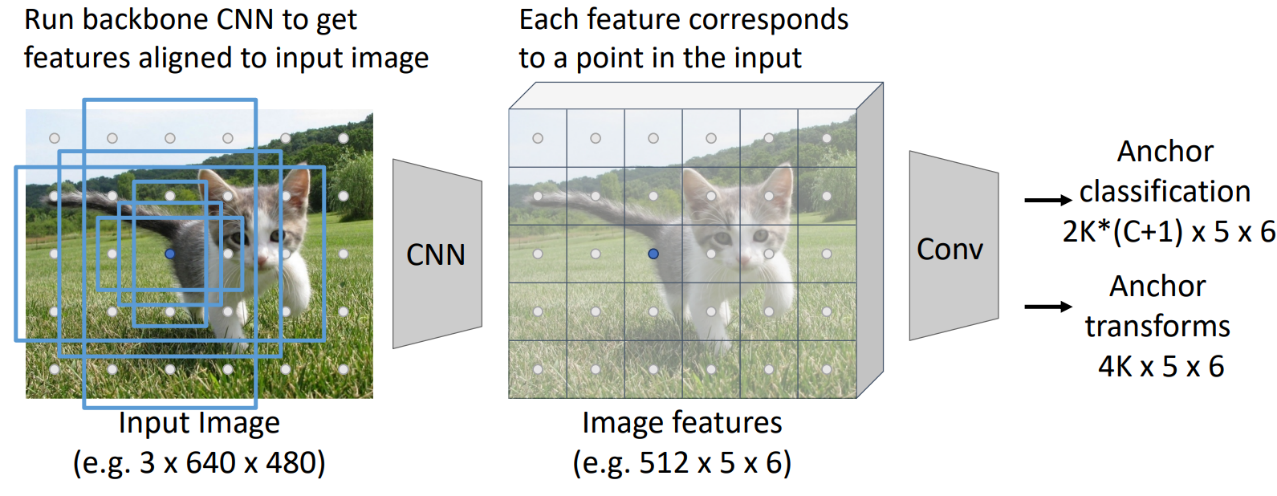 Run backbone CNN to get
features aligned to input image
Each feature corresponds
to a point in the input
CNN
Conv
Anchor
classification
2K*(C+1) x 5 x 6
Anchor
transforms
4K x 5 x 6
Input Image
(e.g. 3 x 640 x 480)
Image features
(e.g. 512 x 5 x 6)